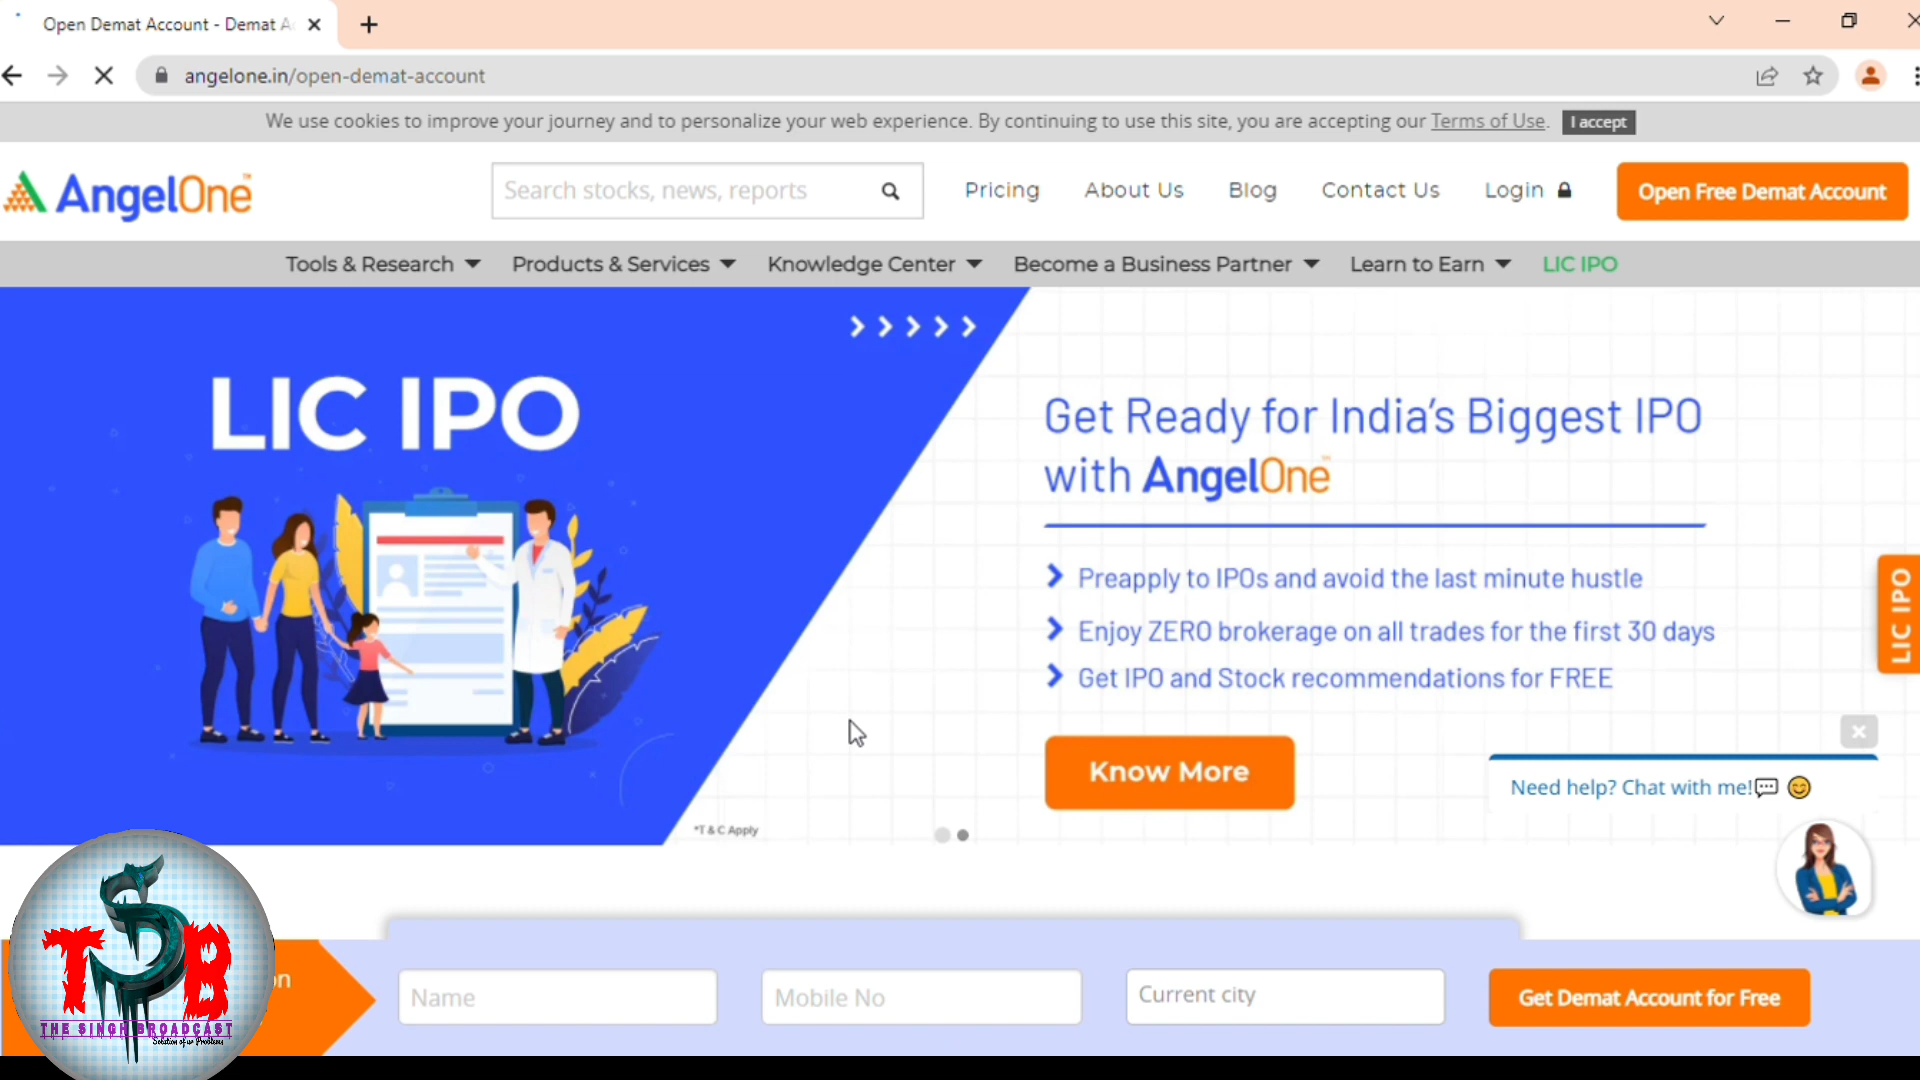 Open Demat Account - Demat A
angelone.in/open-demat-account
We use cookies to improve your journey and to personalize your web experience. By continuing to use this site, you are accepting our Terms of Use. I accept
AngelOne
Search stocks, news, reports
Pricing
About Us
Blog
Contact Us
Login
Open Free Demat Account
Tools & Research
Products & Services
Knowledge Center
Become a Business Partner
Learn to Earn
LIC IPO
LIC IPO
Get Ready for India's Biggest IPO
with AngelOne
Preapply to IPOs and avoid the last minute hustle
Enjoy ZERO brokerage on all trades for the first 30 days
Get IPO and Stock recommendations for FREE
LIC IPO
Know More
Need help? Chat with me!
*T & C Apply
on
Name
Mobile No
Current city
Get Demat Account for Free
TSB
THE SINGH BROADCAST
Solution of ur Problems